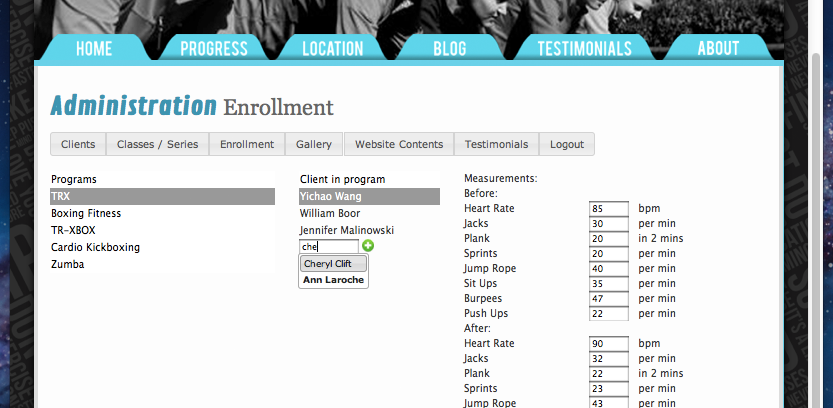 HOME PROGRESS LOCATION BLOG TESTIMONIALS ABOUT
Administration Enrollment
Clients Classes / Series Enrollment Gallery Website Contents Testimonials Logout
Programs
TRX
Boxing Fitness
TR-XBOX
Cardio Kickboxing
Zumba
Client in program
Yichao Wang
William Boor
Jennifer Malinowski
che
Cheryl Clift
Ann Laroche
Measurements:
Before:
Heart Rate 85 bpm
Jacks 30 per min
Plank 20 in 2 mins
Sprints 20 per min
Jump Rope 40 per min
Sit Ups 35 per min
Burpees 47 per min
Push Ups 22 per min
After:
Heart Rate 90 bpm
Jacks 32 per min
Plank 22 in 2 mins
Sprints 23 per min
Jump Rope 43 per min